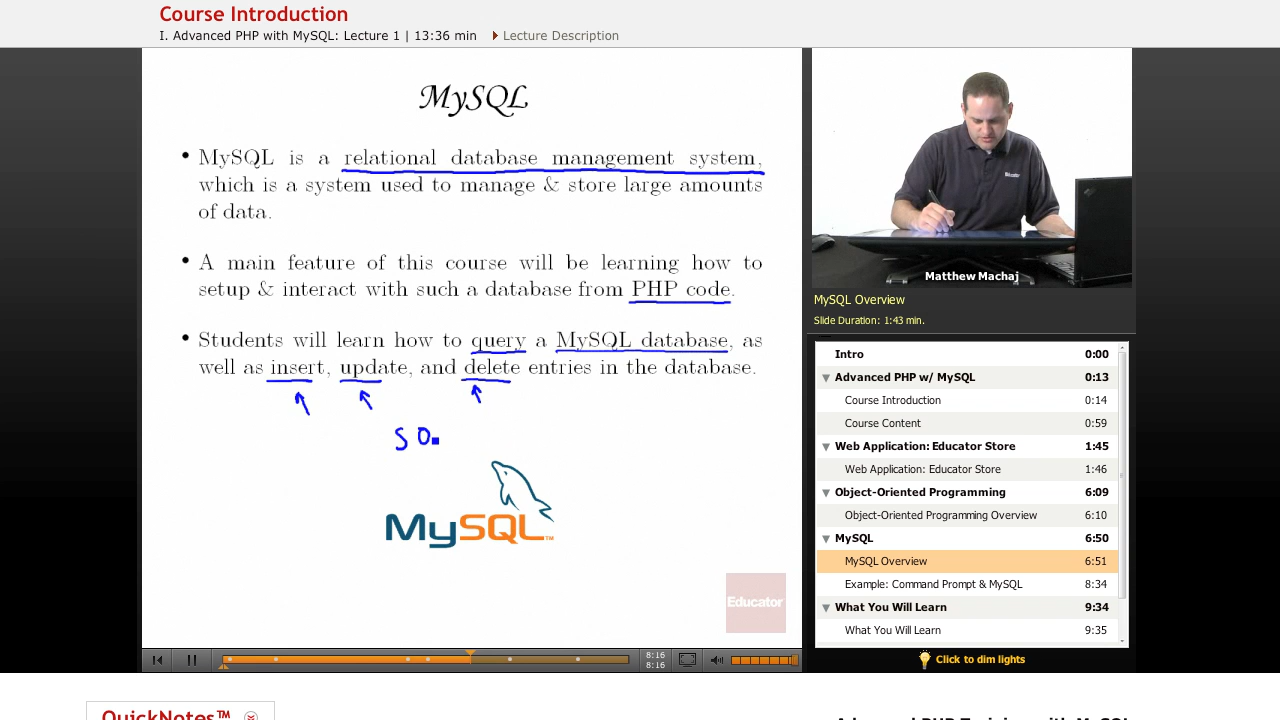 Course Introduction
I. Advanced PHP with MySQL: Lecture 1 | 13:36 min Lecture Description
MySQL
• MySQL is a relational database management system,
which is a system used to manage & store large amounts
of data.
• A main feature of this course will be learning how to
setup & interact with such a database from PHP code.
• Students will learn how to query a MySQL database, as
well as insert, update, and delete entries in the database.
MySQL™
Educator
Matthew Machaj
MySQL Overview
Slide Duration: 1:43 min.
Intro 0:00
Advanced PHP w/ MySQL 0:13
Course Introduction 0:14
Course Content 0:59
Web Application: Educator Store 1:45
Web Application: Educator Store 1:46
Object-Oriented Programming 6:09
Object-Oriented Programming Overview 6:10
MySQL 6:50
MySQL Overview 6:51
Example: Command Prompt & MySQL 8:34
What You Will Learn 9:34
What You Will Learn 9:35
8:16
8:16
Click to dim lights
QuickNotes™
Advanced PHP Training with MySQL